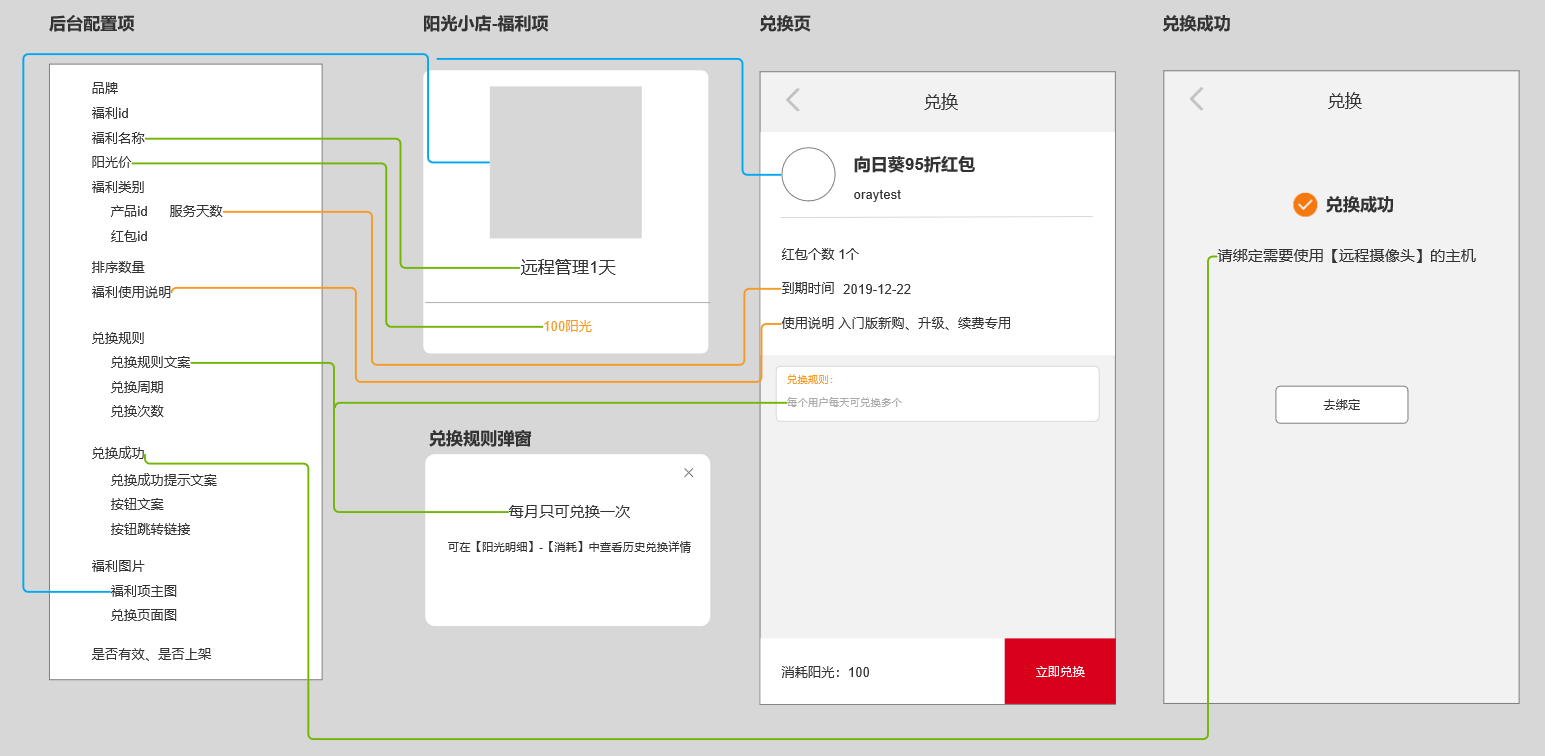 后台配置项
品牌
福利id
福利名称
阳光价
福利类别
产品id 服务天数
红包id
排序数量
福利使用说明
兑换规则
兑换规则文案
兑换周期
兑换次数
兑换成功
兑换成功提示文案
按钮文案
按钮跳转链接
福利图片
福利项主图
兑换页面图
是否有效、是否上架
阳光小店-福利项
远程管理1天
100阳光
兑换规则弹窗
每月只可兑换一次
可在【阳光明细】-【消耗】中查看历史兑换详情
兑换页
兑换
向日葵95折红包
oraytest
红包个数 1个
到期时间 2019-12-22
使用说明 入门版新购、升级、续费专用
兑换规则：
每个用户每天可兑换多个
消耗阳光：100
立即兑换
兑换成功
兑换
兑换成功
请绑定需要使用【远程摄像头】的主机
去绑定